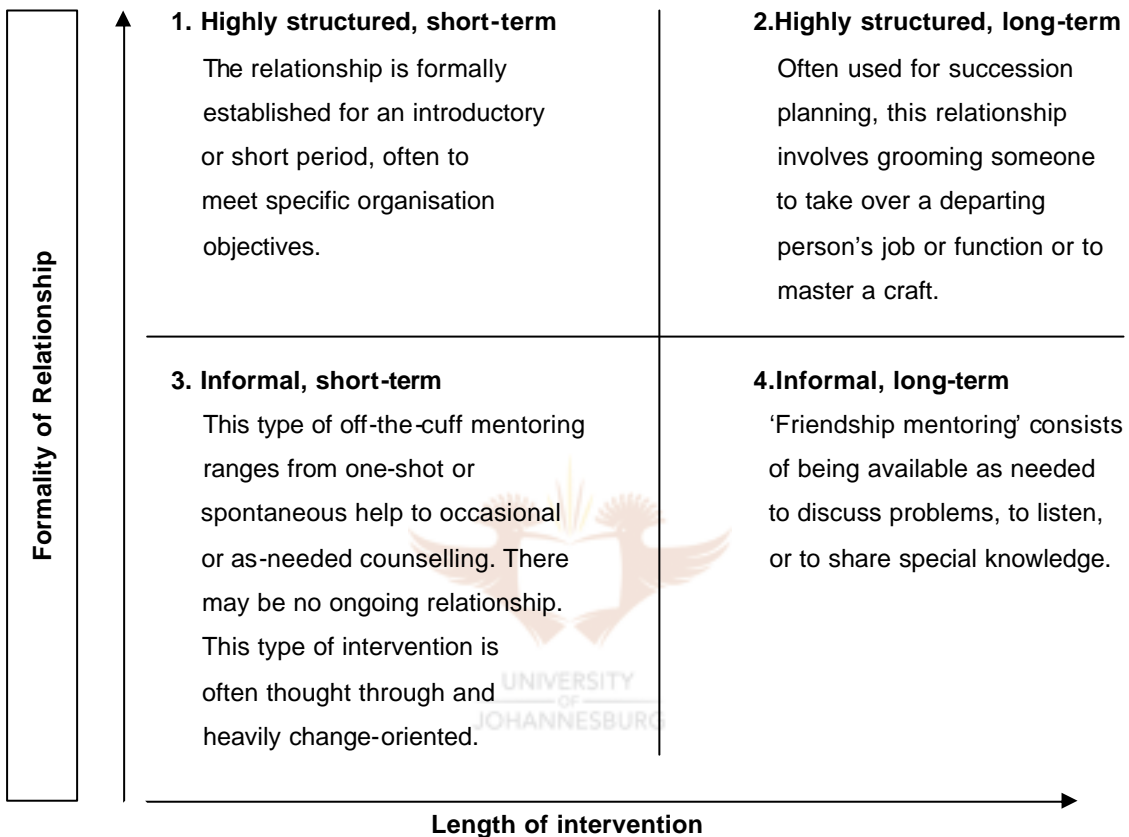 Formality of Relationship
1. Highly structured, short-term
The relationship is formally
established for an introductory
or short period, often to
meet specific organisation
objectives.
2.Highly structured, long-term
Often used for succession
planning, this relationship
involves grooming someone
to take over a departing
person's job or function or to
master a craft.
3. Informal, short-term
This type of off-the-cuff mentoring
ranges from one-shot or
spontaneous help to occasional
or as-needed counselling. There
may be no ongoing relationship.
This type of intervention is
often thought through and
heavily change-oriented.
4.Informal, long-term
‘Friendship mentoring’ consists
of being available as needed
to discuss problems, to listen,
or to share special knowledge.
UNIVERSITY
OF
JOHANNESBURG
Length of intervention